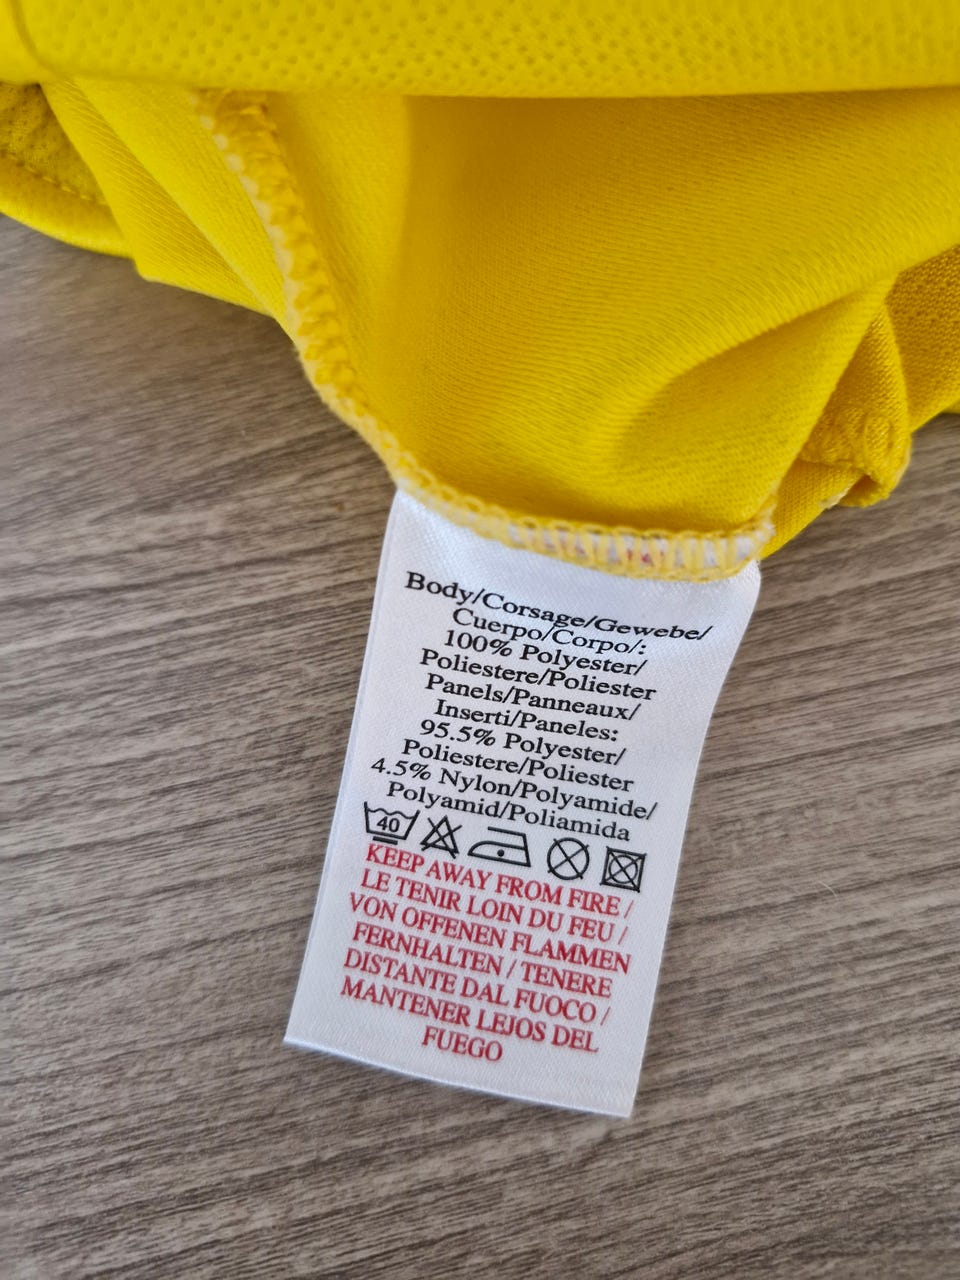 Body/Corsage/Gewebe/
Cuerpo/Corpo/:
100% Polyester/
Poliestere/Poliester
Panels/Panneaux/
Inserti/Paneles:
95.5% Polyester/
Poliestere/Poliester
4.5% Nylon/Polyamide/
Polyamid/Poliamida
40
KEEP AWAY FROM FIRE /
LE TENIR LOIN DU FEU /
VON OFFENEN FLAMMEN
FERNHALTEN / TENERE
DISTANTE DAL FUOCO /
MANTENER LEJOS DEL
FUEGO